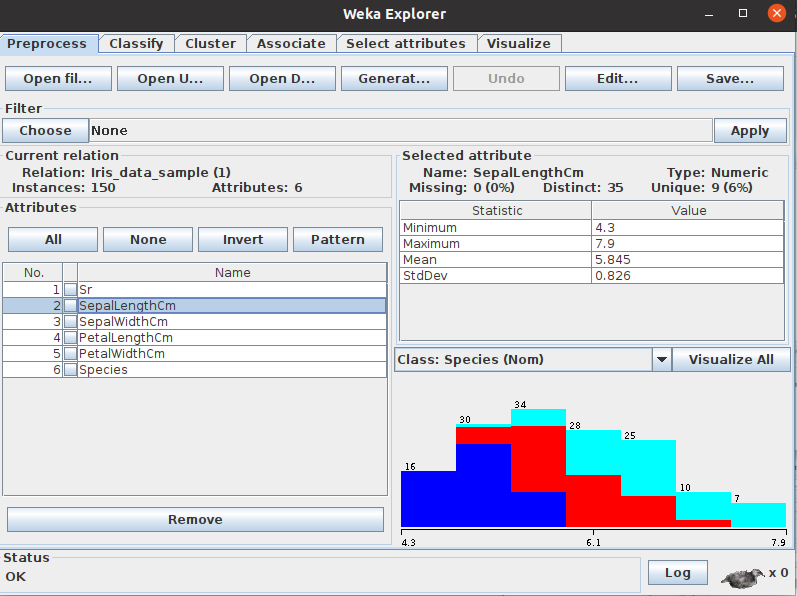 Weka Explorer
Preprocess Classify Cluster Associate Select attributes Visualize
Open fil... Open U... Open D... Generat... Undo Edit... Save...
Filter
Choose None Apply
Current relation
Relation: Iris_data_sample (1)
Instances: 150 Attributes: 6
Attributes
All None Invert Pattern
No. Name
1 Sr
2 SepalLengthCm
3 SepalWidthCm
4 PetalLengthCm
5 PetalWidthCm
6 Species
Remove
Selected attribute
Name: SepalLengthCm Type: Numeric
Missing: 0 (0%) Distinct: 35 Unique: 9 (6%)
Statistic Value
Minimum 4.3
Maximum 7.9
Mean 5.845
StdDev 0.826
Class: Species (Nom) Visualize All
16 30 34 28 25 10 7
4.3 6.1 7.9
Status
OK
Log x 0